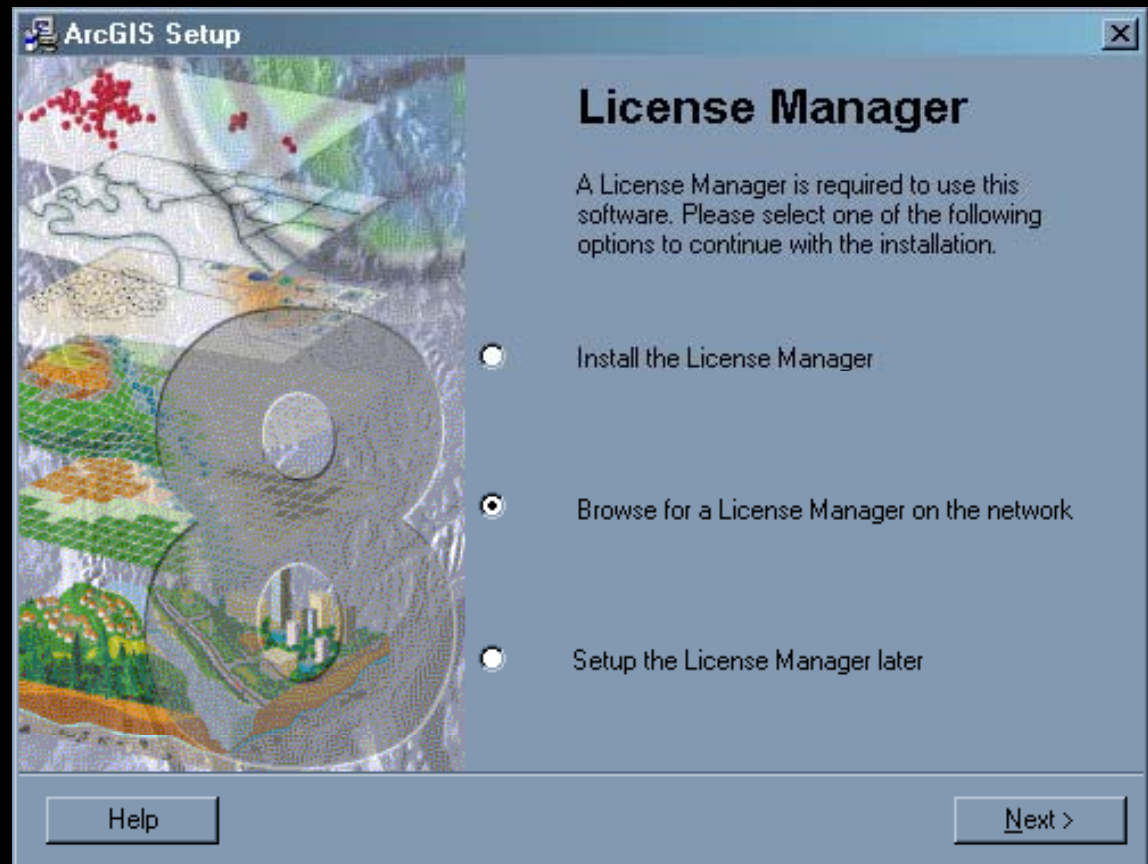 ArcGIS Setup
License Manager
A License Manager is required to use this
software. Please select one of the following
options to continue with the installation.
Install the License Manager
8
Browse for a License Manager on the network
Setup the License Manager later
Help
Next >